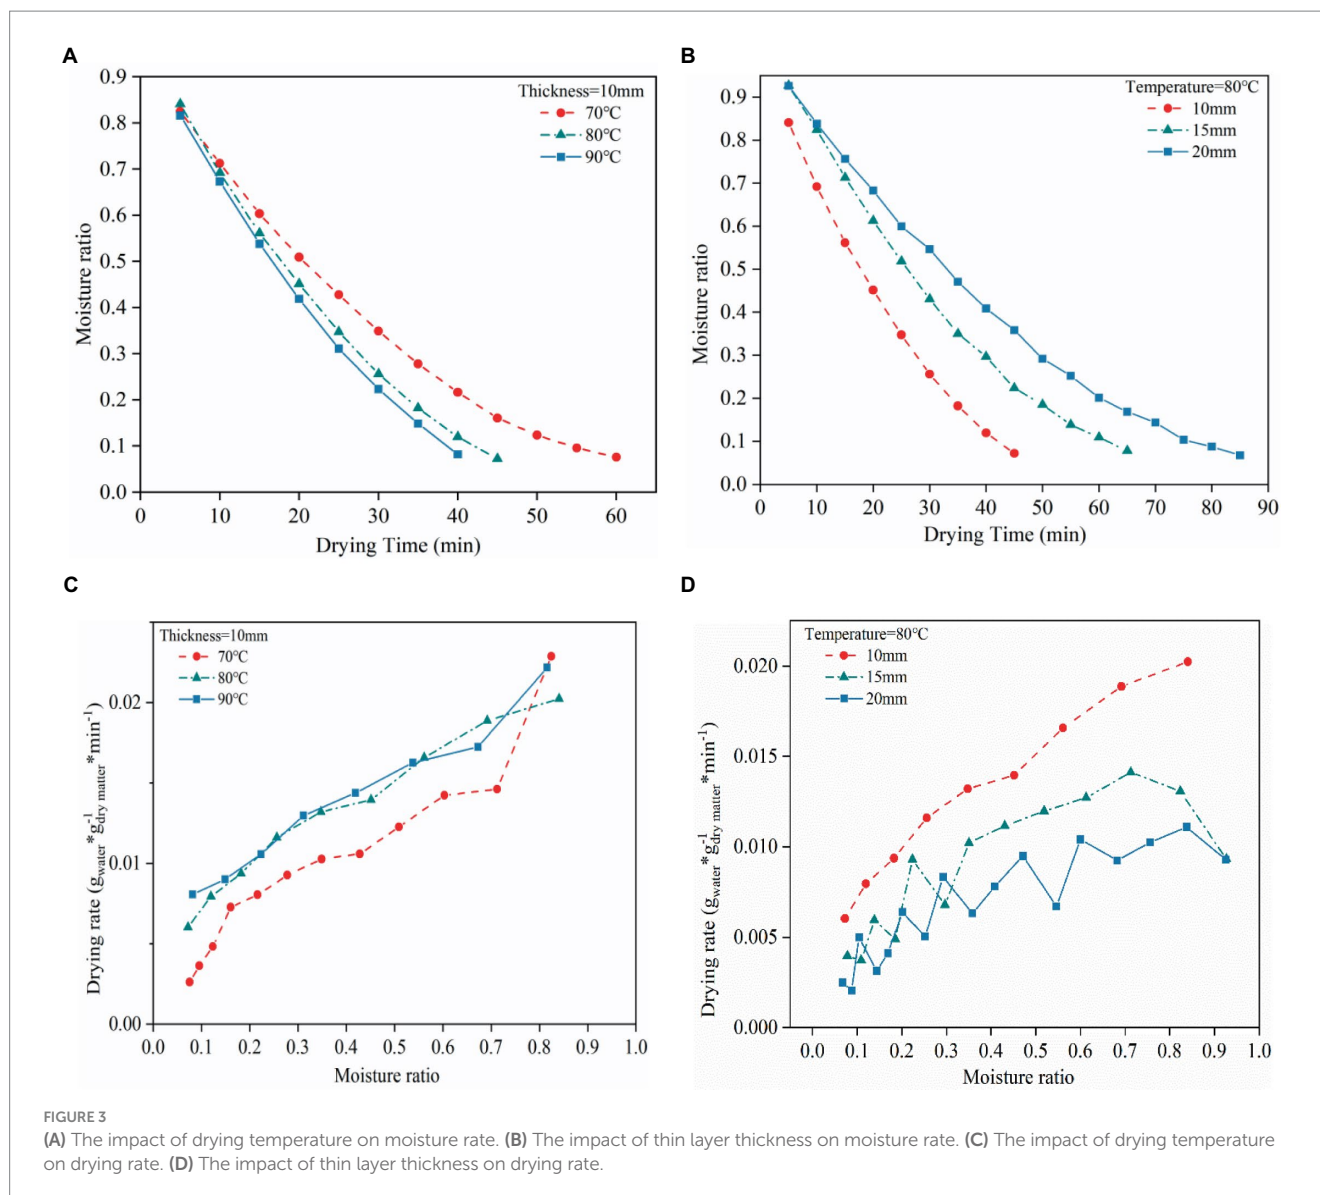 A
Thickness=10mm
70℃
80℃
90℃
0.9
0.8
0.7
0.6
0.5
0.4
0.3
0.2
0.1
0.0
Moisture ratio
0 10 20 30 40 50 60
Drying Time (min)
B
Temperature=80℃
10mm
15mm
20mm
0.9
0.8
0.7
0.6
0.5
0.4
0.3
0.2
0.1
0.0
Moisture ratio
0 10 20 30 40 50 60 70 80 90
Drying Time (min)
C
Thickness=10mm
70℃
80℃
90℃
0.02
0.01
0.00
Drying rate (g_water*g^-1_dry matter*min^-1)
0.0 0.1 0.2 0.3 0.4 0.5 0.6 0.7 0.8 0.9 1.0
Moisture ratio
D
Temperature=80℃
10mm
15mm
20mm
0.020
0.015
0.010
0.005
0.000
Drying rate (g_water*g^-1_dry matter*min^-1)
0.0 0.1 0.2 0.3 0.4 0.5 0.6 0.7 0.8 0.9 1.0
Moisture ratio
FIGURE 3
(A) The impact of drying temperature on moisture rate. (B) The impact of thin layer thickness on moisture rate. (C) The impact of drying temperature
on drying rate. (D) The impact of thin layer thickness on drying rate.